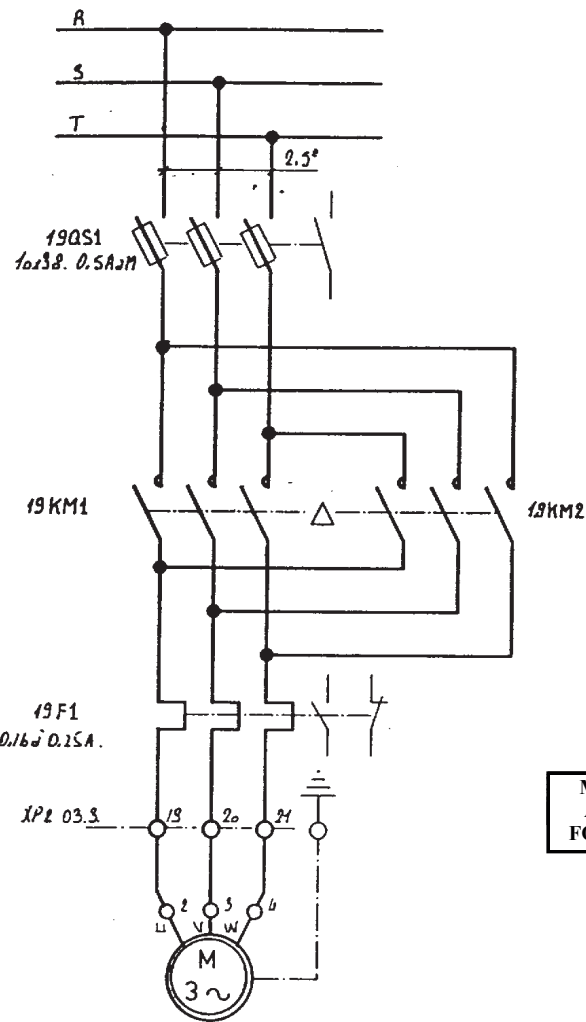 R
S
T
2.5²
19QS1
10x38. 0.5A aM
19KM1
19KM2
19F1
0.16 à 0.25A.
XP2 03.9.
19
20
21
2
3
4
U
V
W
M
3 ~